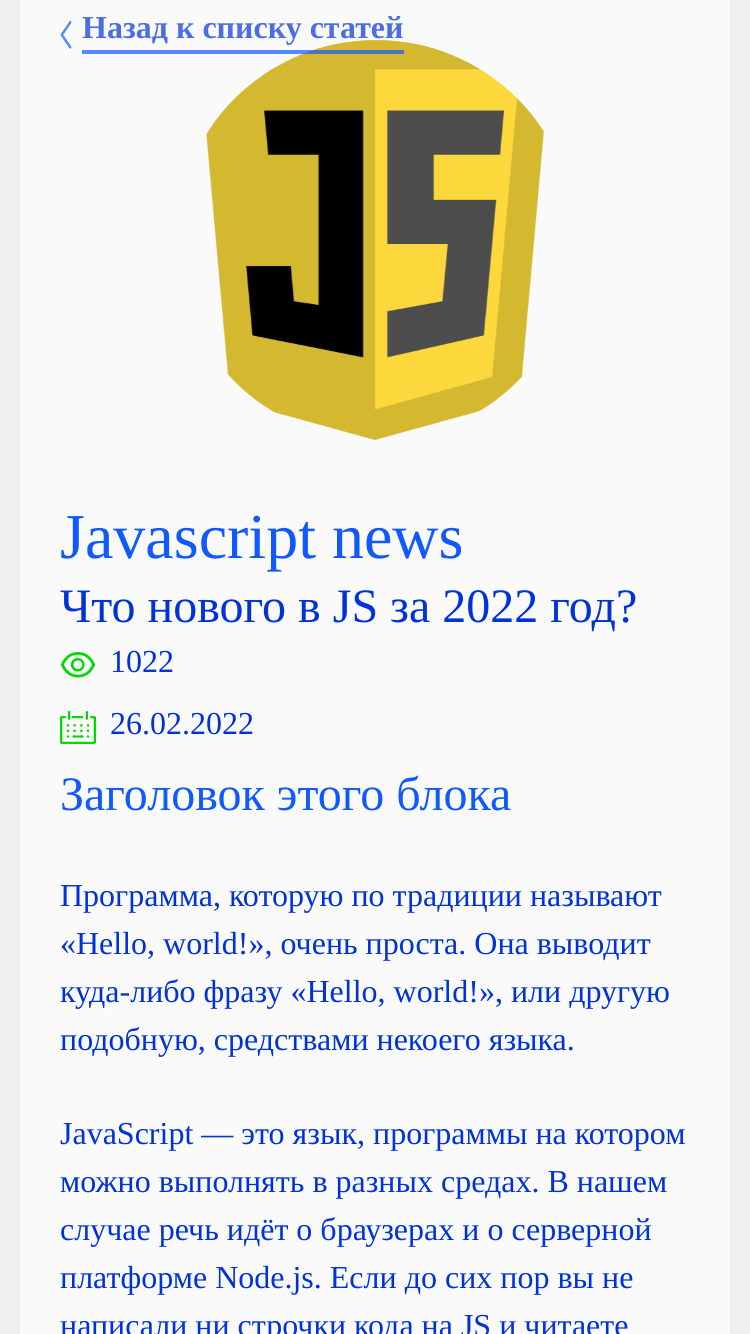 Назад к списку статей
JS
Javascript news
Что нового в JS за 2022 год?
1022
26.02.2022
Заголовок этого блока
Программа, которую по традиции называют
«Hello, world!», очень проста. Она выводит
куда-либо фразу «Hello, world!», или другую
подобную, средствами некоего языка.
JavaScript — это язык, программы на котором
можно выполнять в разных средах. В нашем
случае речь идёт о браузерах и о серверной
платформе Node.js. Если до сих пор вы не
написали ни строчки кода на JS и читаете